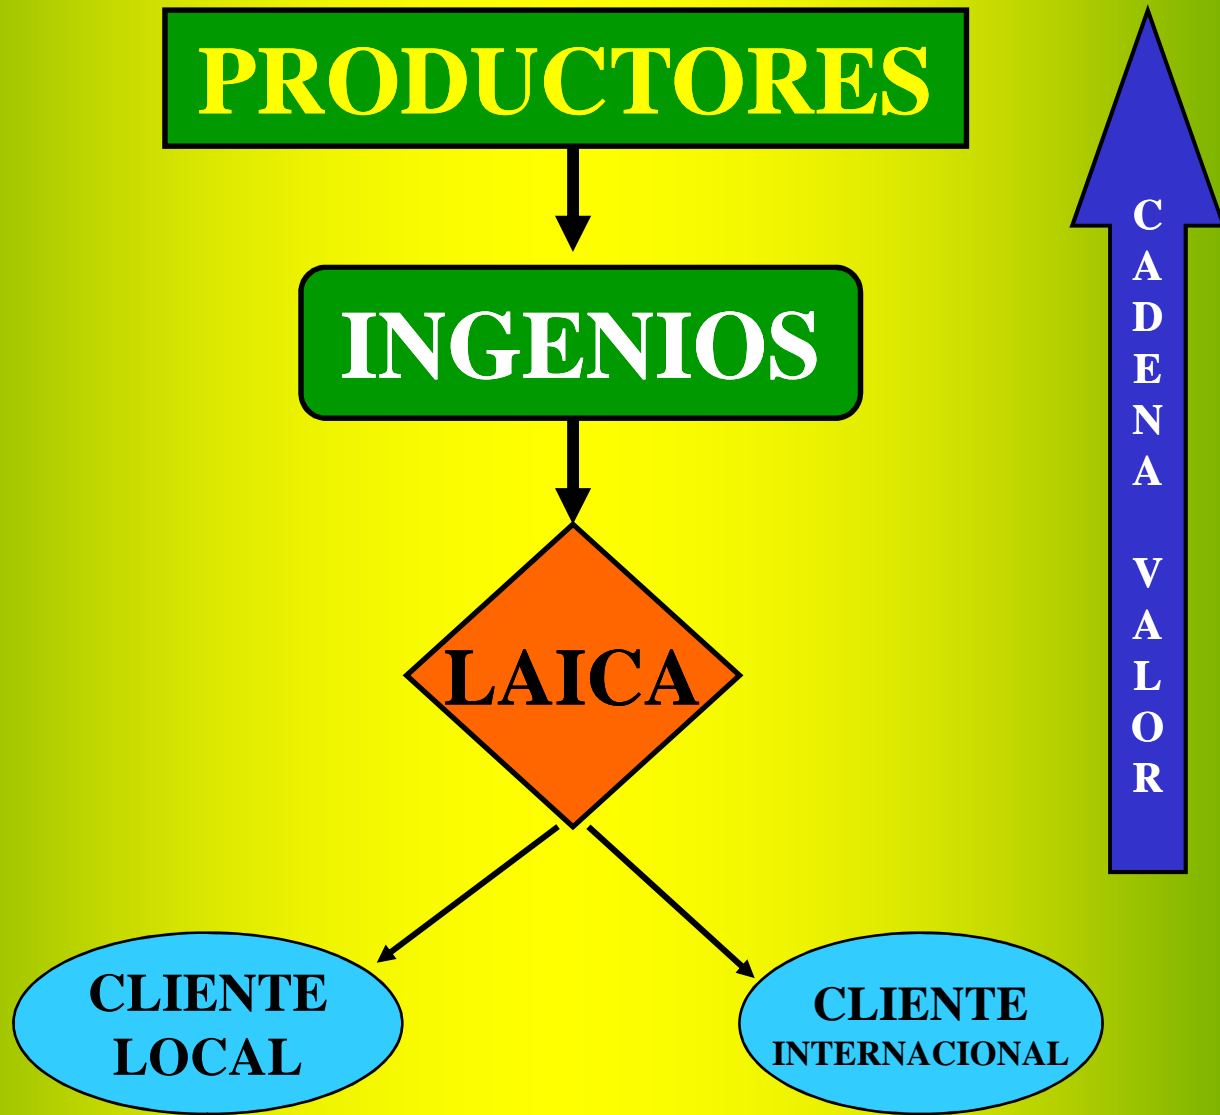 PRODUCTORES
INGENIOS
LAICA
CLIENTE
LOCAL
CLIENTE
INTERNACIONAL
C
A
D
E
N
A
V
A
L
O
R